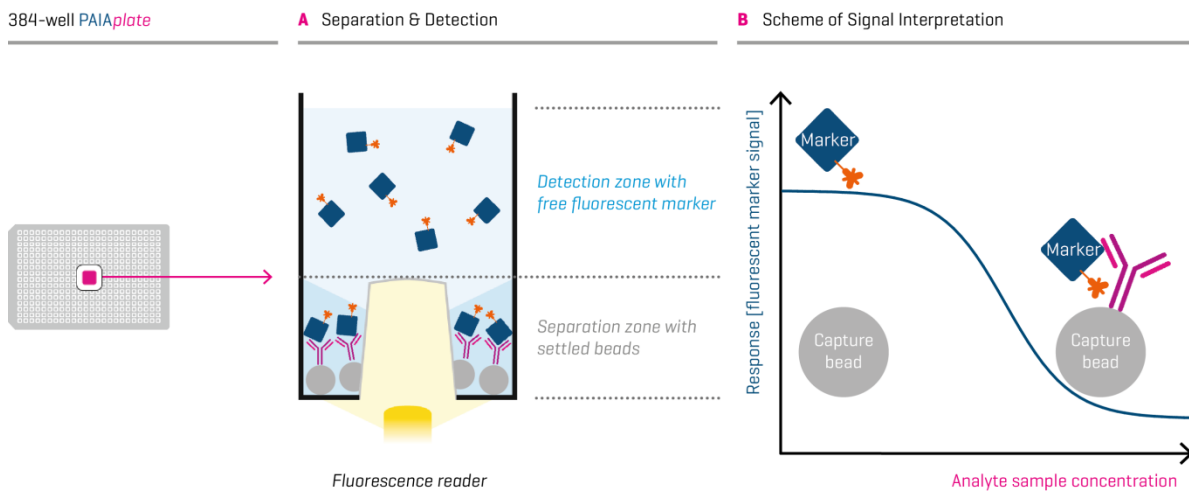 384-well PAIAplate
A Separation & Detection
B Scheme of Signal Interpretation
Detection zone with
free fluorescent marker
Separation zone with
settled beads
Fluorescence reader
Response [fluorescent marker signal]
Marker
Capture
bead
Marker
Capture
bead
Analyte sample concentration